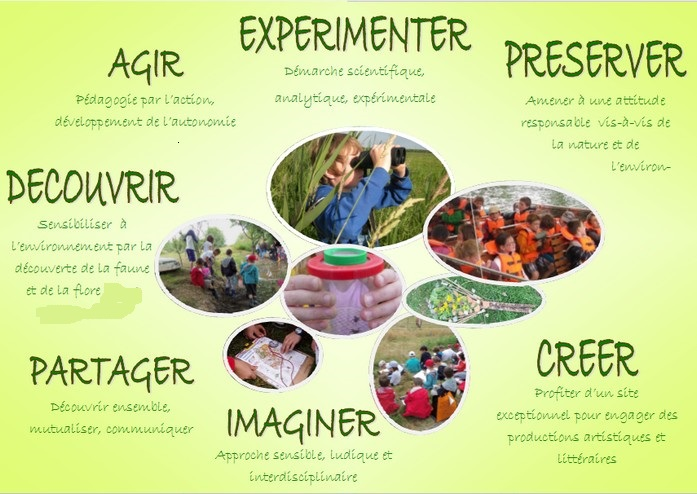 EXPERIMENTER
Démarche scientifique,
analytique, expérimentale
AGIR
Pédagogie par l'action,
développement de l'autonomie
PRESERVER
Amener à une attitude
responsable vis-à-vis de
la nature et de
l'environ-
DECOUVRIR
Sensibiliser à
l'environnement par la
découverte de la faune
et de la flore
PARTAGER
Découvrir ensemble,
mutualiser, communiquer
IMAGINER
Approche sensible, ludique et
interdisciplinaire
CREER
Profiter d'un site
exceptionnel pour engager des
productions artistiques et
littéraires